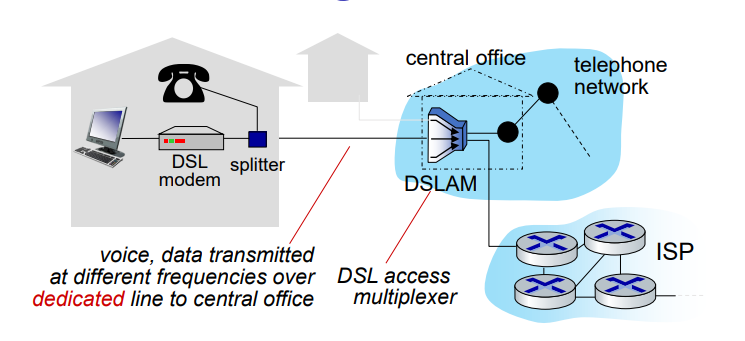 central office
telephone
network
DSL
modem
splitter
DSLAM
ISP
voice, data transmitted
at different frequencies over
dedicated line to central office
DSL access
multiplexer